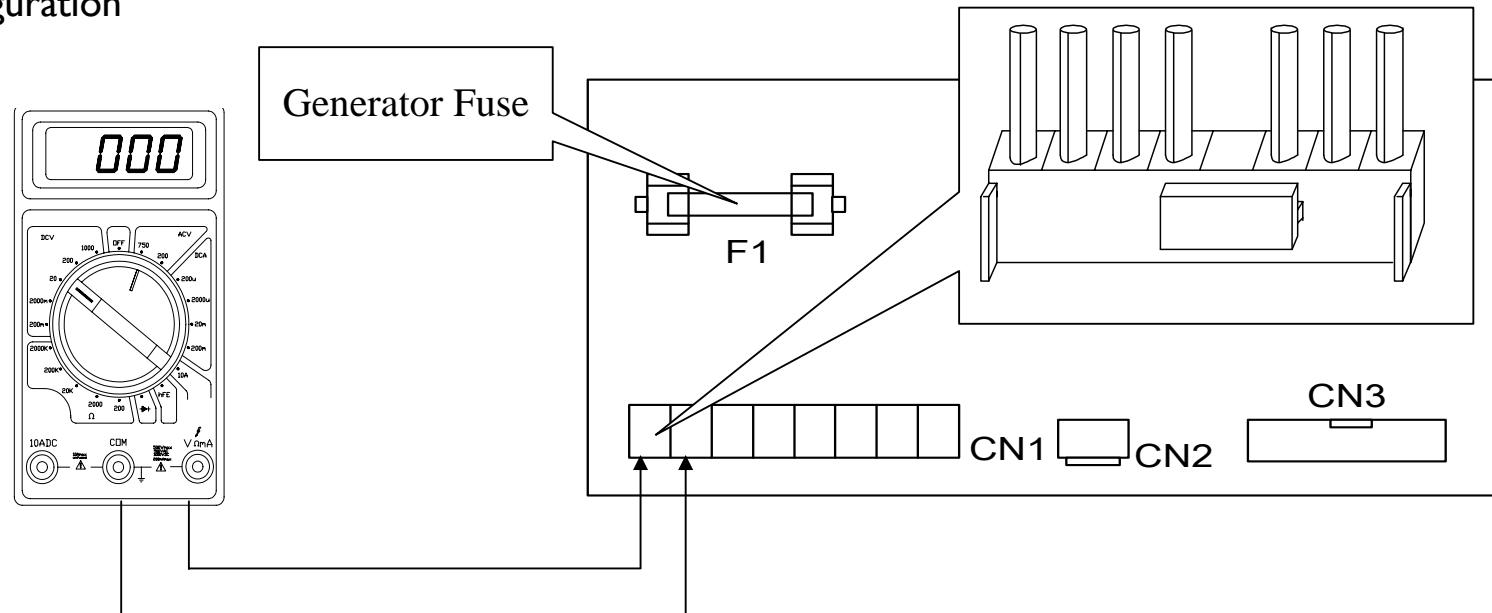 guration
Generator Fuse
000
F1
DCV
OFF
ACV
1000
750
200
200
DCA
20
200u
2000m
2000u
200m
20m
2000K
200m
200K
10A
20K
hFE
2000
200
Ω
10ADC
COM
VΩmA
CN1
CN2
CN3